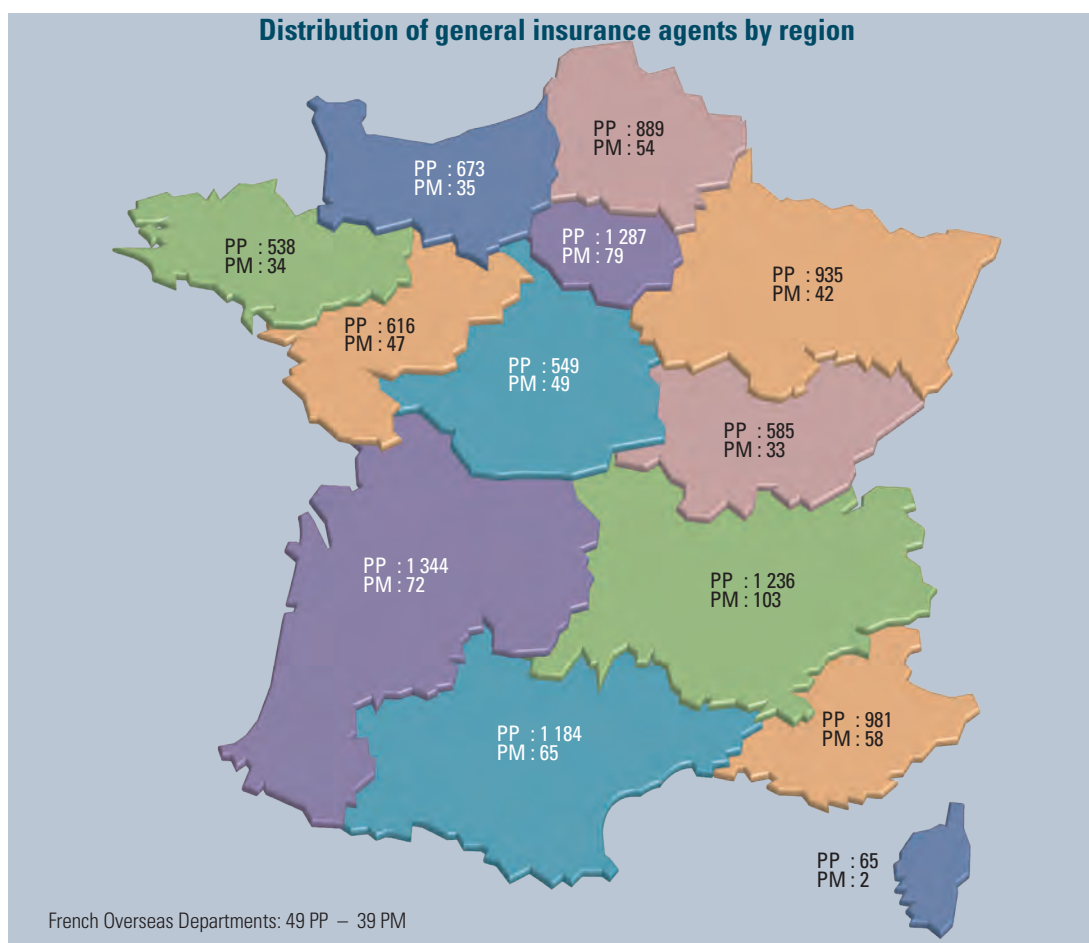 Distribution of general insurance agents by region
PP : 889
PM : 54
PP : 673
PM : 35
PP : 538
PM : 34
PP : 1 287
PM : 79
PP : 935
PM : 42
PP : 616
PM : 47
PP : 549
PM : 49
PP : 585
PM : 33
PP : 1 344
PM : 72
PP : 1 236
PM : 103
PP : 1 184
PM : 65
PP : 981
PM : 58
PP : 65
PM : 2
French Overseas Departments: 49 PP – 39 PM